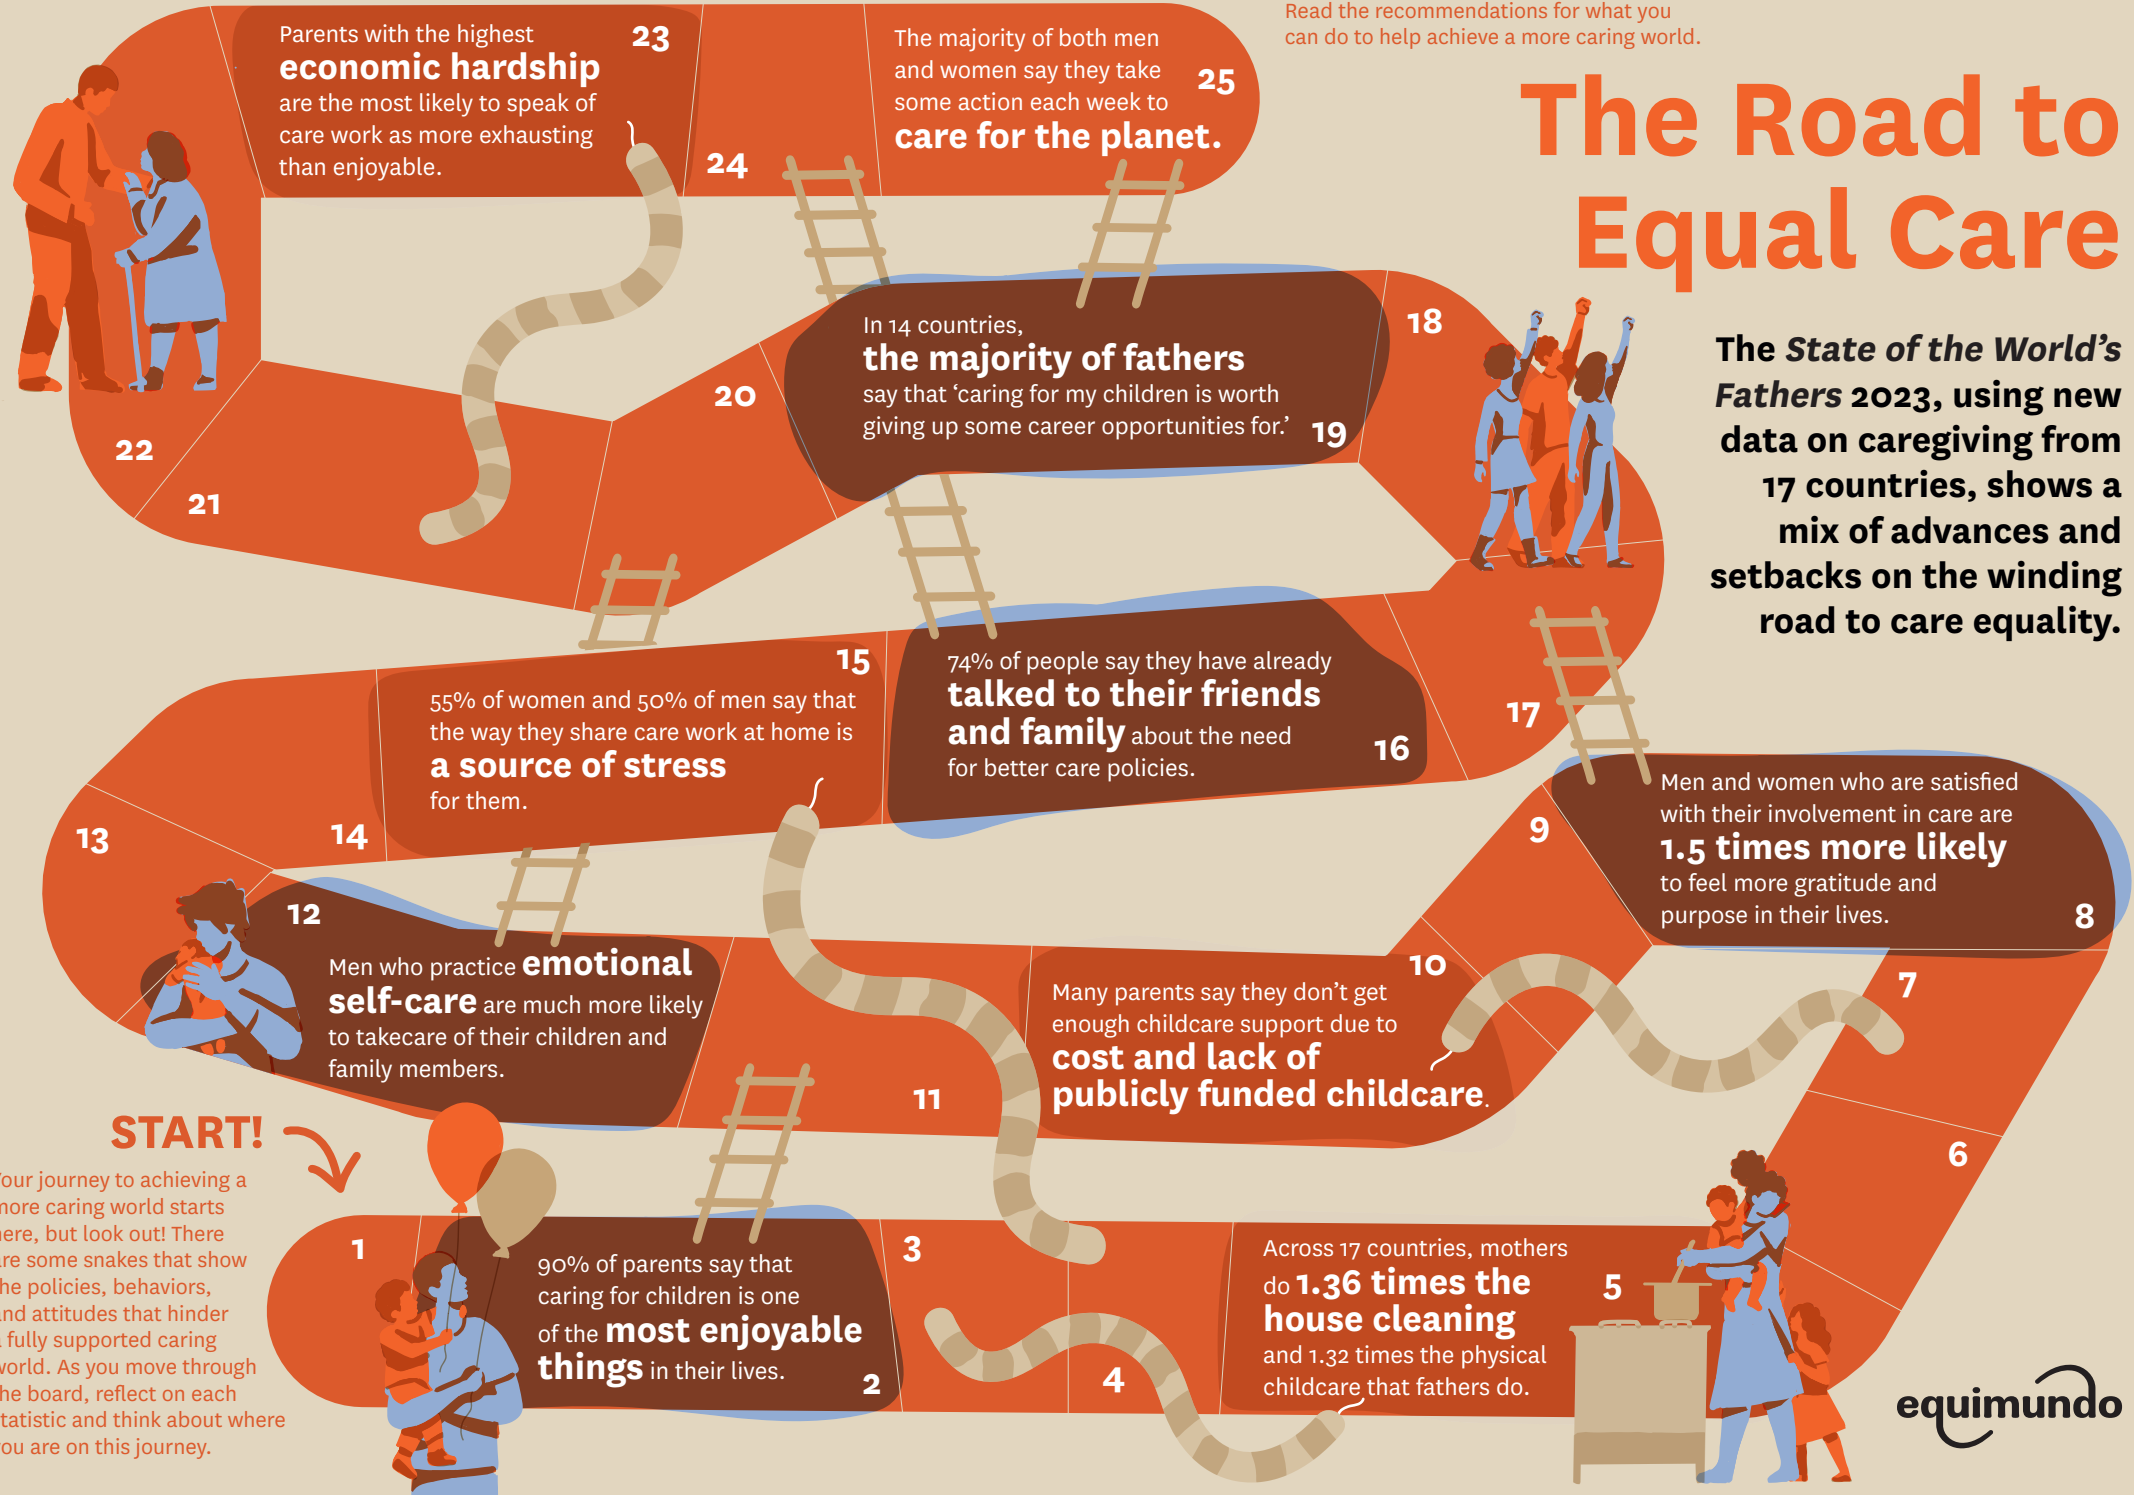 Read the recommendations for what you
can do to help achieve a more caring world.
The Road to
Equal Care
The State of the World’s
Fathers 2023, using new
data on caregiving from
17 countries, shows a
mix of advances and
setbacks on the winding
road to care equality.
Parents with the highest
economic hardship
are the most likely to speak of
care work as more exhausting
than enjoyable.
23
24
The majority of both men
and women say they take
some action each week to
care for the planet.
25
22
21
20
In 14 countries,
the majority of fathers
say that ‘caring for my children is worth
giving up some career opportunities for.’
19
18
15
55% of women and 50% of men say that
the way they share care work at home is
a source of stress
for them.
74% of people say they have already
talked to their friends
and family about the need
for better care policies.
16
17
13
14
9
Men and women who are satisfied
with their involvement in care are
1.5 times more likely
to feel more gratitude and
purpose in their lives.
8
12
Men who practice emotional
self-care are much more likely
to takecare of their children and
family members.
11
10
Many parents say they don’t get
enough childcare support due to
cost and lack of
publicly funded childcare.
7
6
START!
our journey to achieving a
more caring world starts
here, but look out! There
are some snakes that show
the policies, behaviors,
and attitudes that hinder
a fully supported caring
world. As you move through
the board, reflect on each
statistic and think about where
you are on this journey.
1
90% of parents say that
caring for children is one
of the most enjoyable
things in their lives.
2
3
4
Across 17 countries, mothers
do 1.36 times the
house cleaning
and 1.32 times the physical
childcare that fathers do.
5
equimundo